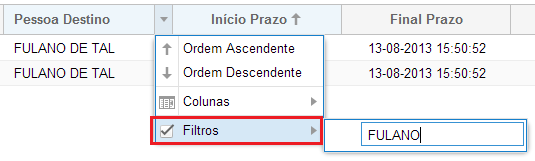 Pessoa Destino Início Prazo Final Prazo
FULANO DE TAL Ordem Ascendente 13-08-2013 15:50:52
FULANO DE TAL Ordem Descendente 13-08-2013 15:50:52
Colunas
Filtros FULANO